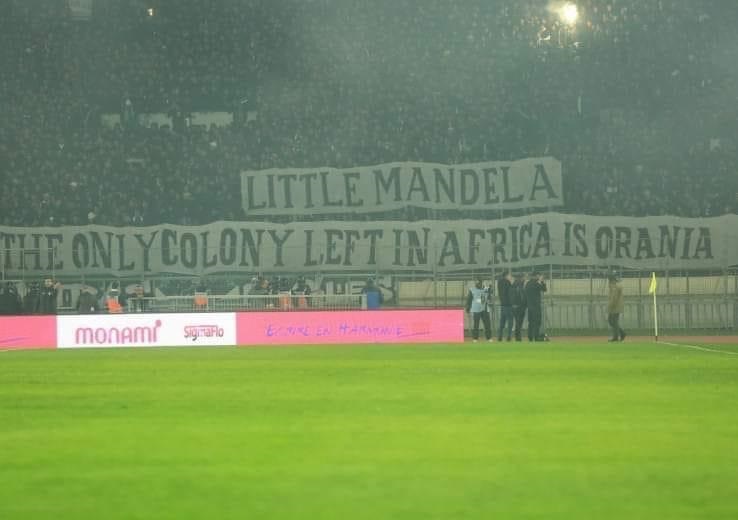 LITTLE MANDELA
THE ONLY COLONY LEFT IN AFRICA IS ORANIA
MONAMI SigmaFlo ECRIRE EN HARMONIE